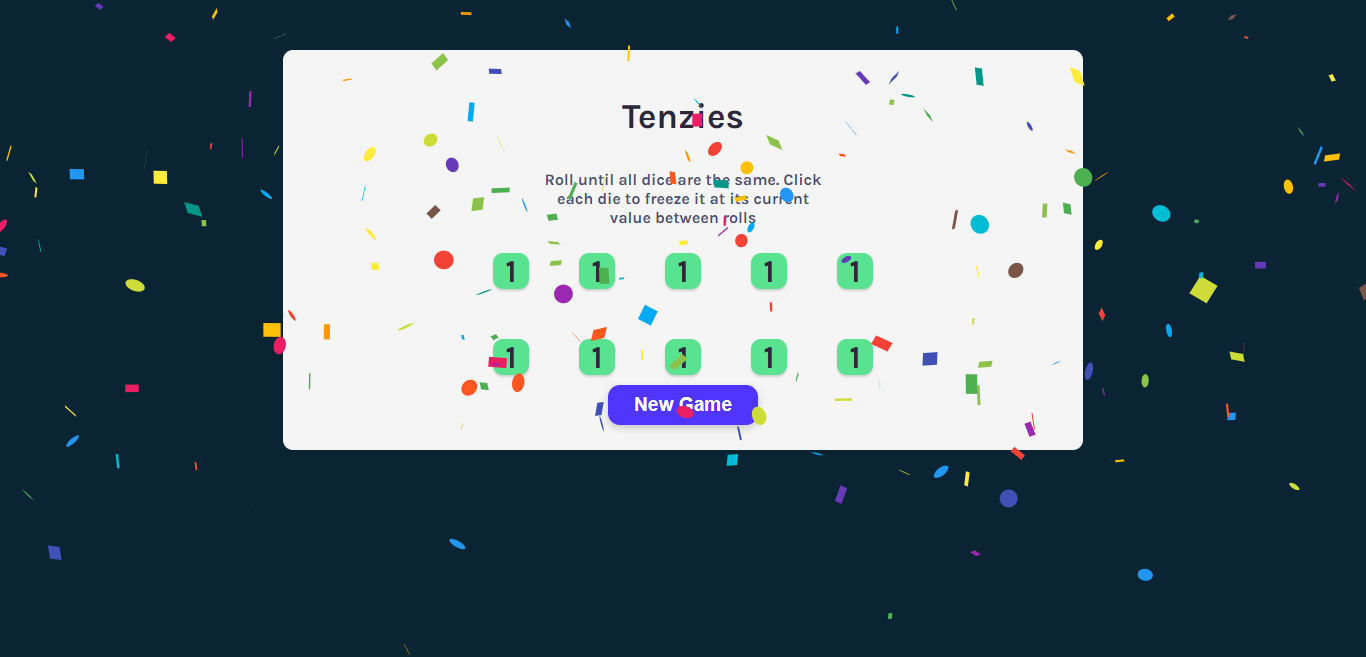 Tenzies
Roll until all dice are the same. Click
each die to freeze it at its current
value between rolls
1 1 1 1 1
1 1 1 1 1
New Game